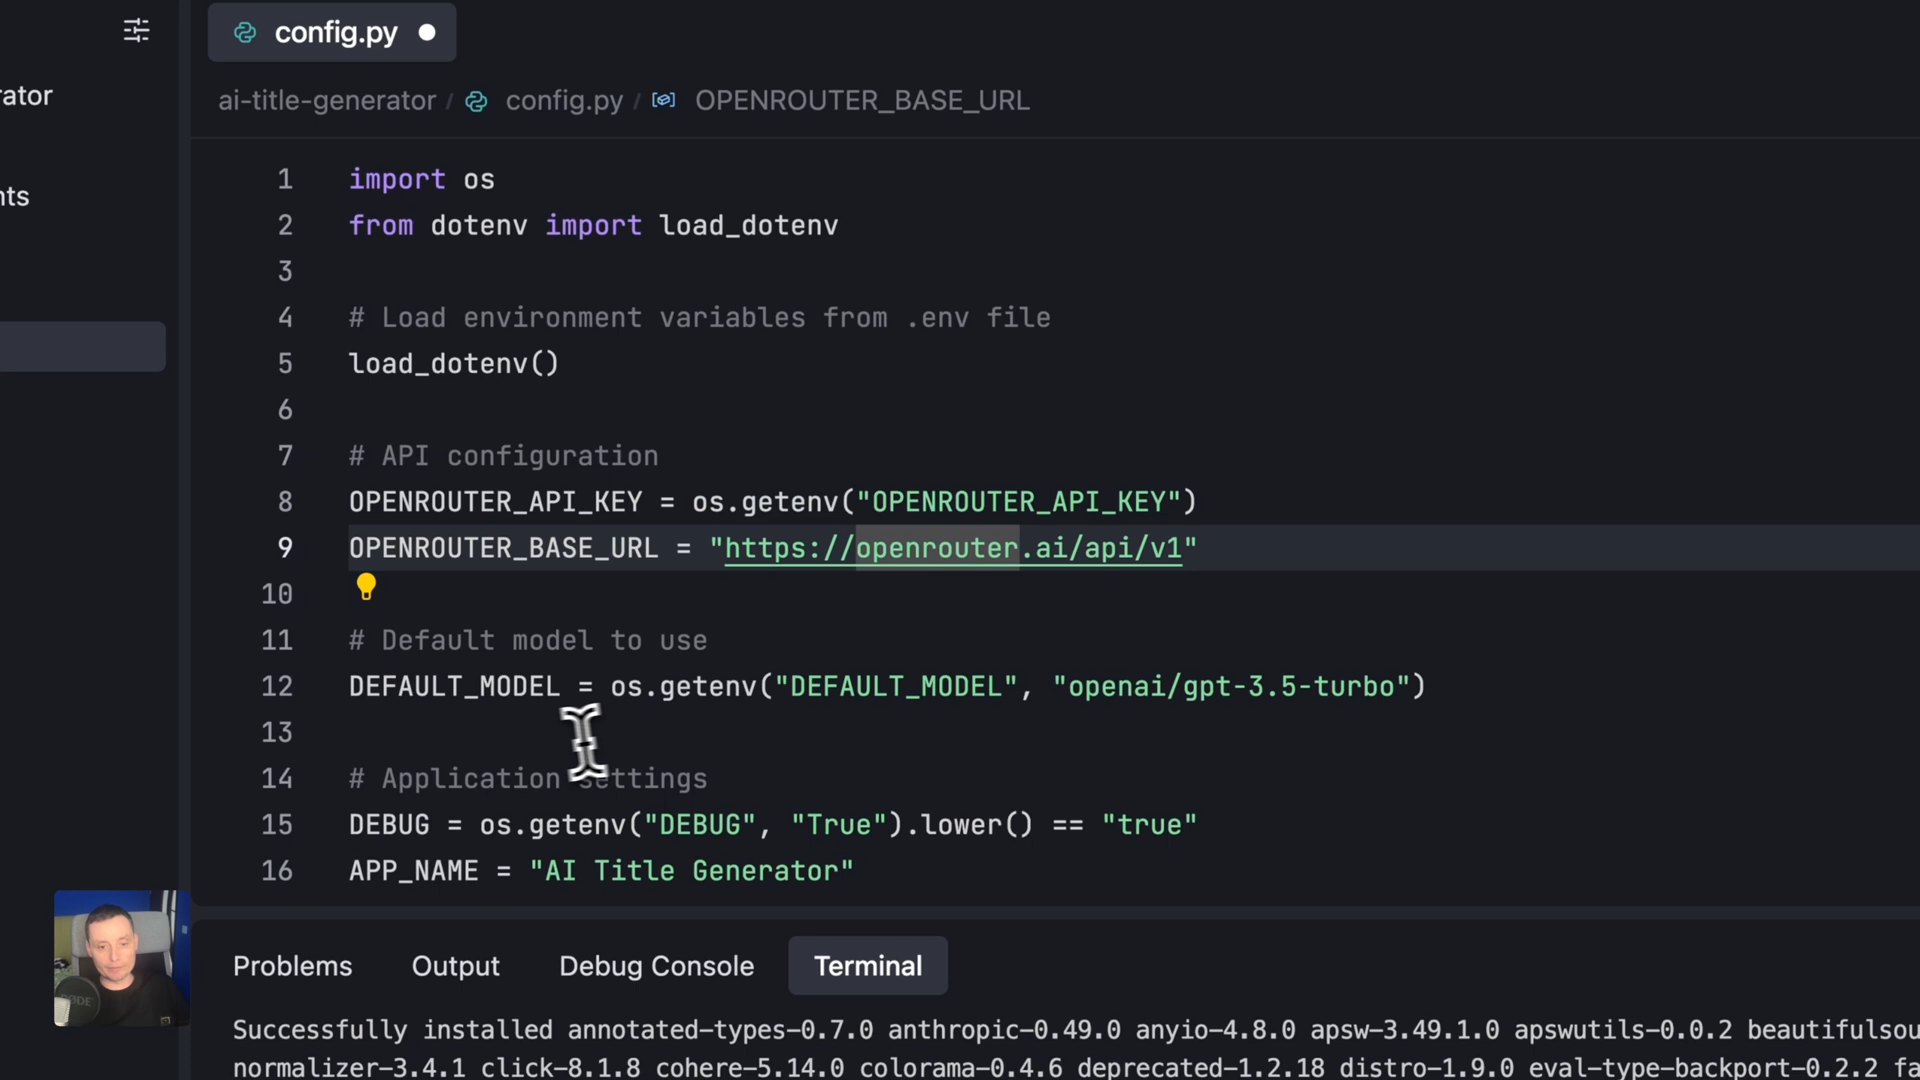 config.py
rator
ai-title-generator / config.py / OPENROUTER_BASE_URL
nts
1 import os
2 from dotenv import load_dotenv
3
4 # Load environment variables from .env file
5 load_dotenv()
6
7 # API configuration
8 OPENROUTER_API_KEY = os.getenv("OPENROUTER_API_KEY")
9 OPENROUTER_BASE_URL = "https://openrouter.ai/api/v1"
10
11 # Default model to use
12 DEFAULT_MODEL = os.getenv("DEFAULT_MODEL", "openai/gpt-3.5-turbo")
13
14 # Application settings
15 DEBUG = os.getenv("DEBUG", "True").lower() == "true"
16 APP_NAME = "AI Title Generator"
Problems Output Debug Console Terminal
Successfully installed annotated-types-0.7.0 anthropic-0.49.0 anyio-4.8.0 apsw-3.49.1.0 apswutils-0.0.2 beautifulsou
normalizer-3.4.1 click-8.1.8 cohere-5.14.0 colorama-0.4.6 deprecated-1.2.18 distro-1.9.0 eval-type-backport-0.2.2 fa